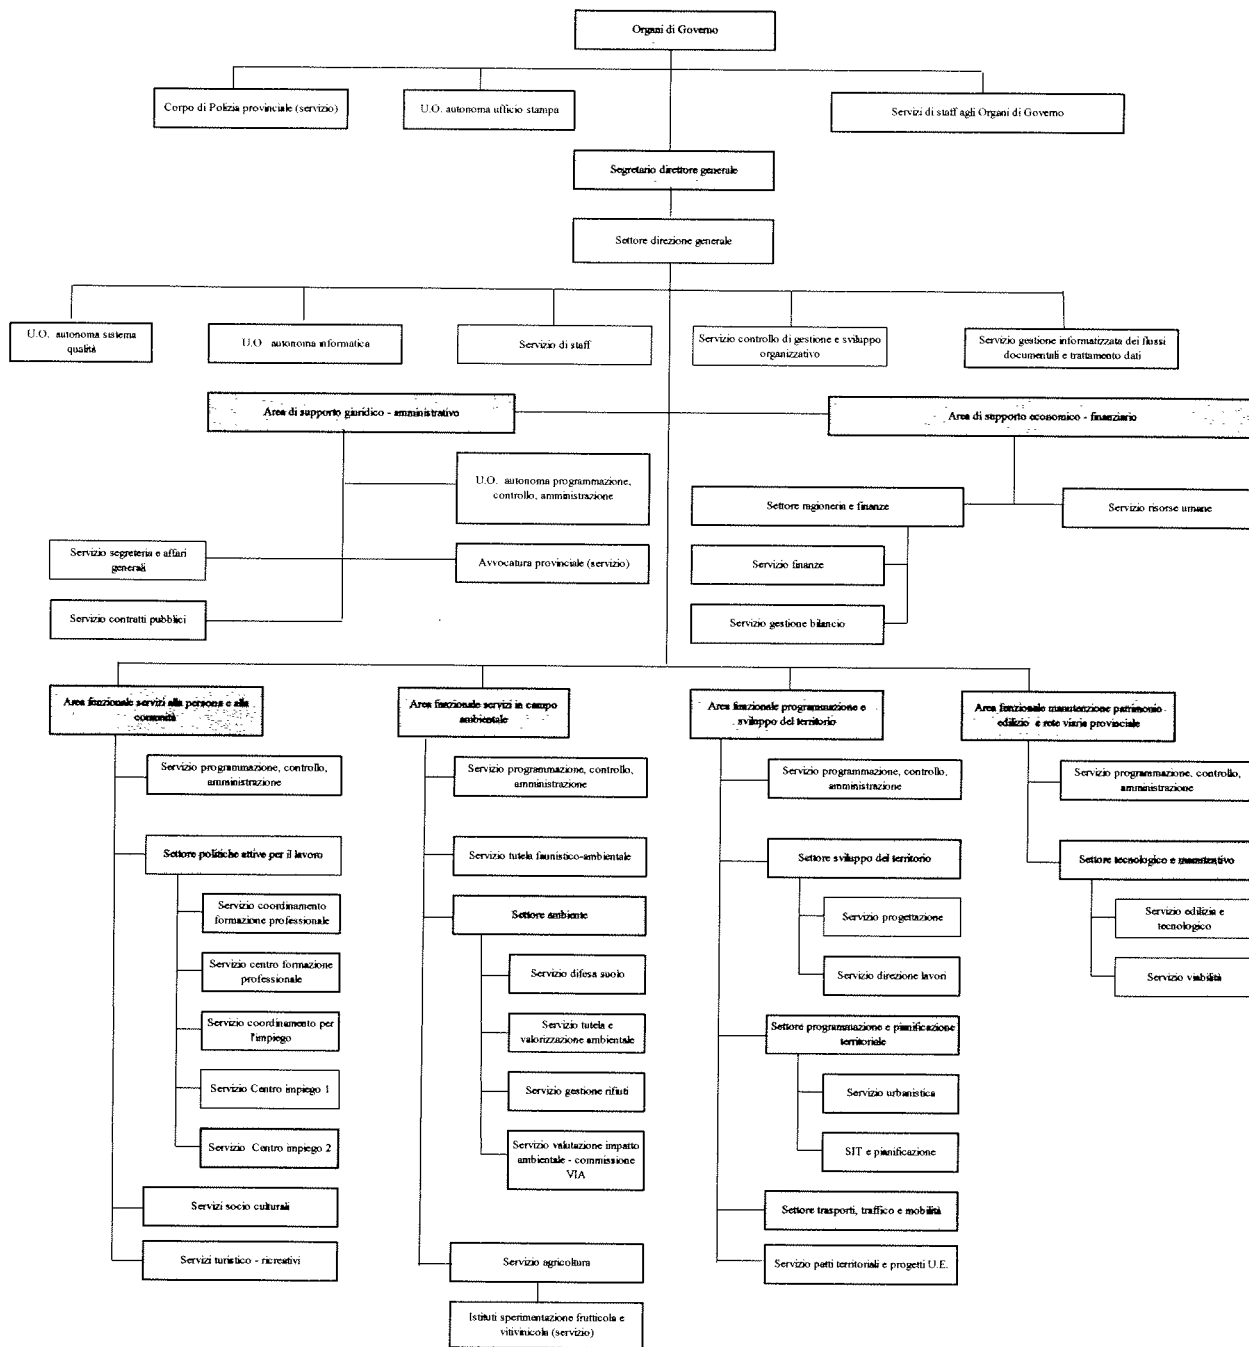 Organi di Governo
Corpo di Polizia provinciale (servizio)
U.O. autonoma ufficio stampa
Servizi di staff agli Organi di Governo
Segretario direttore generale
Settore direzione generale
U.O. autonoma sistema
qualità
U.O autonoma informatica
Servizio di staff
Servizio controllo di gestione e sviluppo
organizzativo
Servizio gestione informatizzata dei flussi
documentali e trattamento dati
Area di supporto giuridico - amministrativo
Area di supporto economico - finanziario
U.O. autonoma programmazione,
controllo, amministrazione
Settore ragioneria e finanze
Servizio risorse umane
Servizio segreteria e affari
generali
Avvocatura provinciale (servizio)
Servizio finanze
Servizio contratti pubblici
Servizio gestione bilancio
Area funzionale servizi alla persona e alla
comunità
Area funzionale servizi in campo
ambientale
Area funzionale programmazione e
sviluppo del territorio
Area funzionale manutenzione patrimonio
edilizio e rete viaria provinciale
Servizio programmazione, controllo,
amministrazione
Servizio programmazione, controllo,
amministrazione
Servizio programmazione, controllo,
amministrazione
Servizio programmazione, controllo,
amministrazione
Settore politiche attive per il lavoro
Servizio tutela faunistico-ambientale
Settore sviluppo del territorio
Settore tecnologico e manutentivo
Servizio coordinamento
formazione professionale
Settore ambiente
Servizio progettazione
Servizio edilizia e
tecnologico
Servizio centro formazione
professionale
Servizio difesa suolo
Servizio direzione lavori
Servizio viabilità
Servizio coordinamento per
l'impiego
Servizio tutela e
valorizzazione ambientale
Settore programmazione e pianificazione
territoriale
Servizio Centro impiego 1
Servizio gestione rifiuti
Servizio urbanistica
Servizio Centro impiego 2
Servizio valutazione impatto
ambientale - commissione
VIA
SIT e pianificazione
Servizi socio culturali
Settore trasporti, traffico e mobilità
Servizi turistico - ricreativi
Servizio agricoltura
Servizio patti territoriali e progetti U.E.
Istituti sperimentazione frutticola e
vitivinicola (servizio)